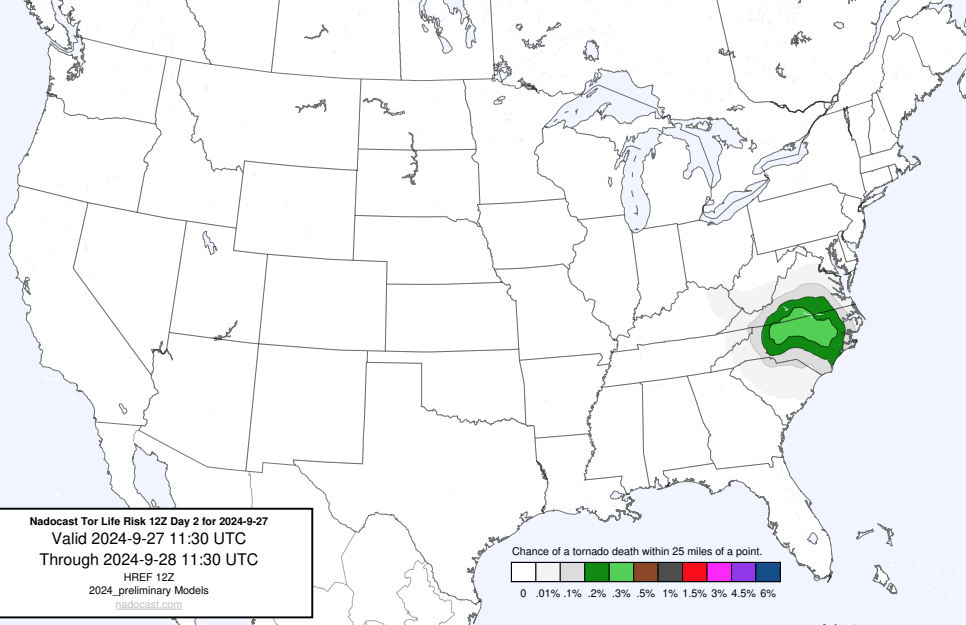 Nadocast Tor Life Risk 12Z Day 2 for 2024-9-27
Valid 2024-9-27 11:30 UTC
Through 2024-9-28 11:30 UTC
HREF 12Z
2024_preliminary Models
nadocast.com
Chance of a tornado death within 25 miles of a point.
0 .01% .1% .2% .3% .5% 1% 1.5% 3% 4.5% 6%